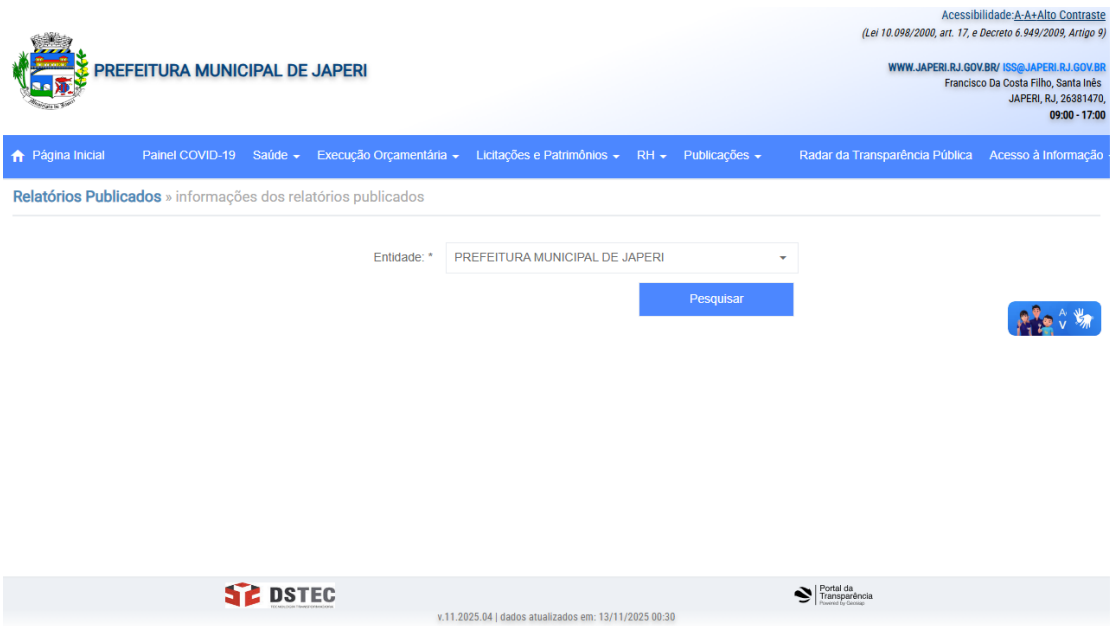 Acessibilidade:A-A+Alto Contraste
(Lei 10.098/2000, art. 17, e Decreto 6.949/2009, Artigo 9)
PREFEITURA MUNICIPAL DE JAPERI
WWW.JAPERI.RJ.GOV.BR/ ISS@JAPERI.RJ.GOV.BR
Francisco Da Costa Filho, Santa Inês
JAPERI, RJ, 26381470,
09:00 - 17:00
Página Inicial Painel COVID-19 Saúde Execução Orçamentária Licitações e Patrimônios RH Publicações Radar da Transparência Pública Acesso à Informação
Relatórios Publicados » informações dos relatórios publicados
Entidade: * PREFEITURA MUNICIPAL DE JAPERI
Pesquisar
A
V
DSTEC
Portal da
Transparência
Powered by Geosiap
v.11.2025.04 | dados atualizados em: 13/11/2025 00:30